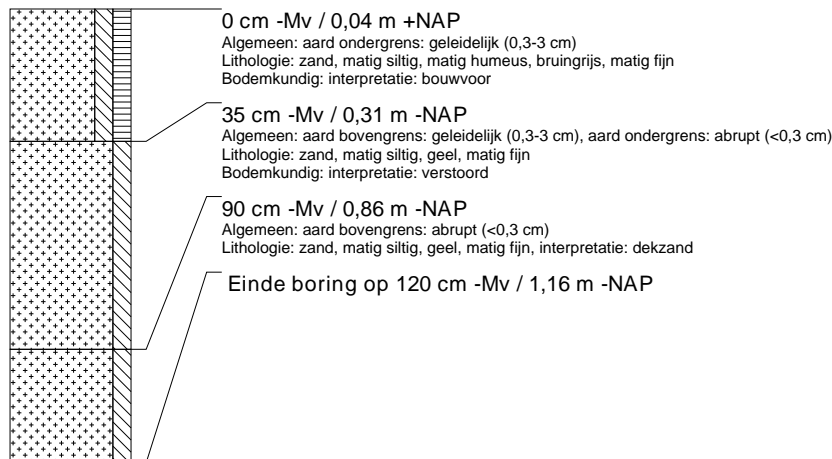 0 cm -Mv / 0,04 m +NAP
Algemeen: aard ondergrens: geleidelijk (0,3-3 cm)
Lithologie: zand, matig siltig, matig humeus, bruingrijs, matig fijn
Bodemkundig: interpretatie: bouwvoor
35 cm -Mv / 0,31 m -NAP
Algemeen: aard bovengrens: geleidelijk (0,3-3 cm), aard ondergrens: abrupt (<0,3 cm)
Lithologie: zand, matig siltig, geel, matig fijn
Bodemkundig: interpretatie: verstoord
90 cm -Mv / 0,86 m -NAP
Algemeen: aard bovengrens: abrupt (<0,3 cm)
Lithologie: zand, matig siltig, geel, matig fijn, interpretatie: dekzand
Einde boring op 120 cm -Mv / 1,16 m -NAP